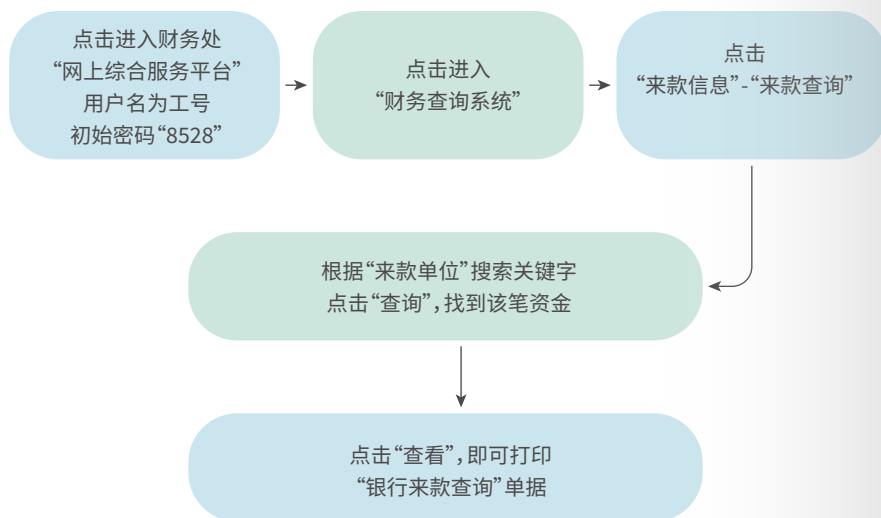 点击进入财务处
“网上综合服务平台”
用户名为工号
初始密码“8528”
点击进入
“财务查询系统”
点击
“来款信息”-“来款查询”
根据“来款单位”搜索关键字
点击“查询”,找到该笔资金
点击“查看”,即可打印
“银行来款查询”单据